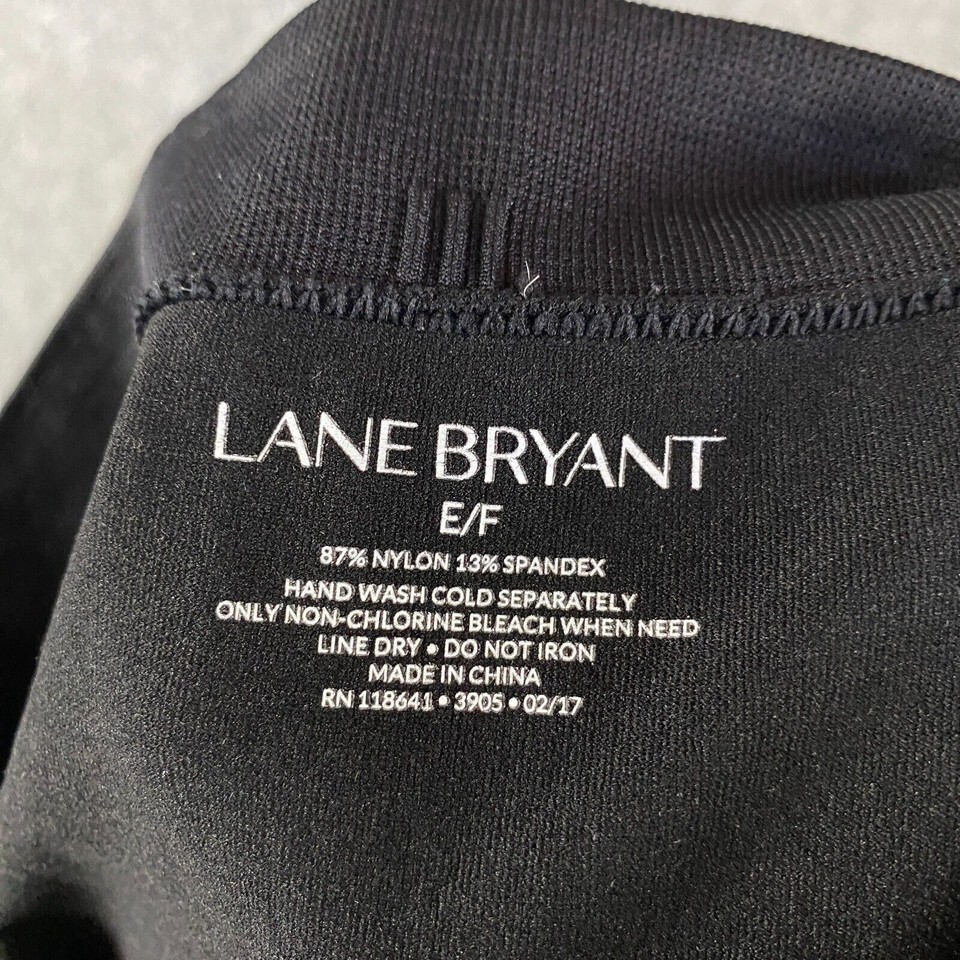 LANE BRYANT
E/F
87% NYLON 13% SPANDEX
HAND WASH COLD SEPARATELY
ONLY NON-CHLORINE BLEACH WHEN NEED
LINE DRY • DO NOT IRON
MADE IN CHINA
RN 118641 • 3905 • 02/17